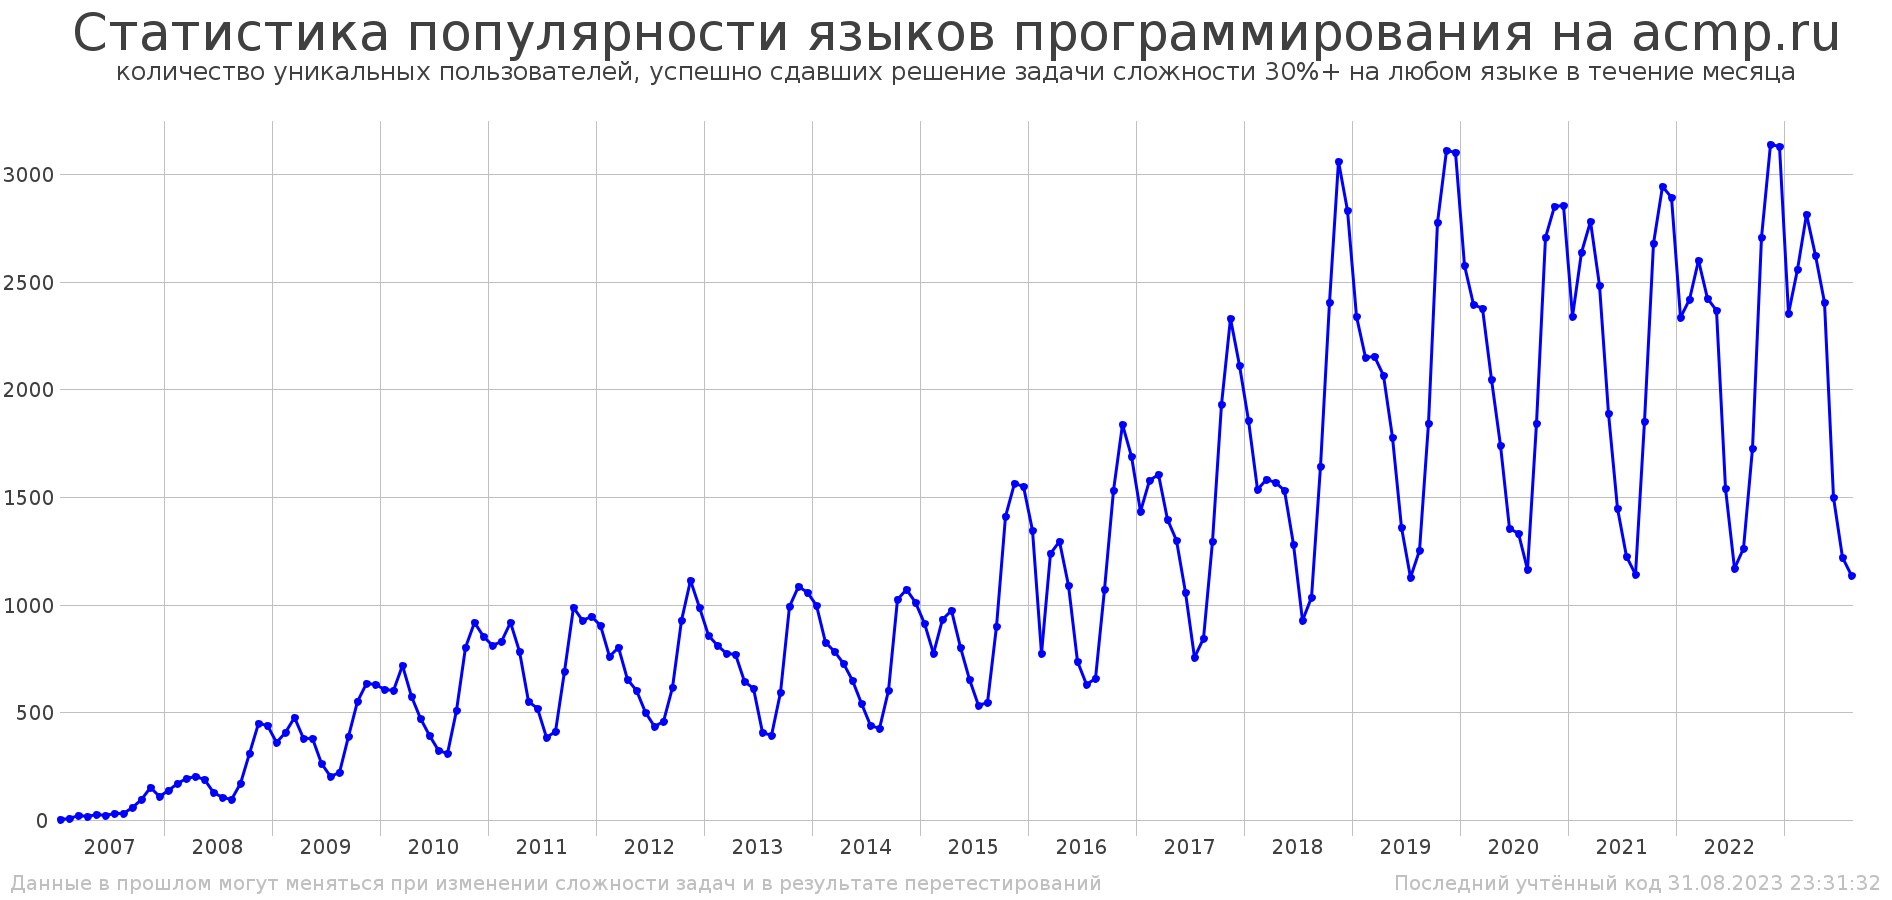 Статистика популярности языков программирования на acmp.ru
количество уникальных пользователей, успешно сдавших решение задачи сложности 30%+ на любом языке в течение месяца
3000
2500
2000
1500
1000
500
0
2007 2008 2009 2010 2011 2012 2013 2014 2015 2016 2017 2018 2019 2020 2021 2022
Данные в прошлом могут меняться при изменении сложности задач и в результате перетестирований
Последний учтённый код 31.08.2023 23:31:32